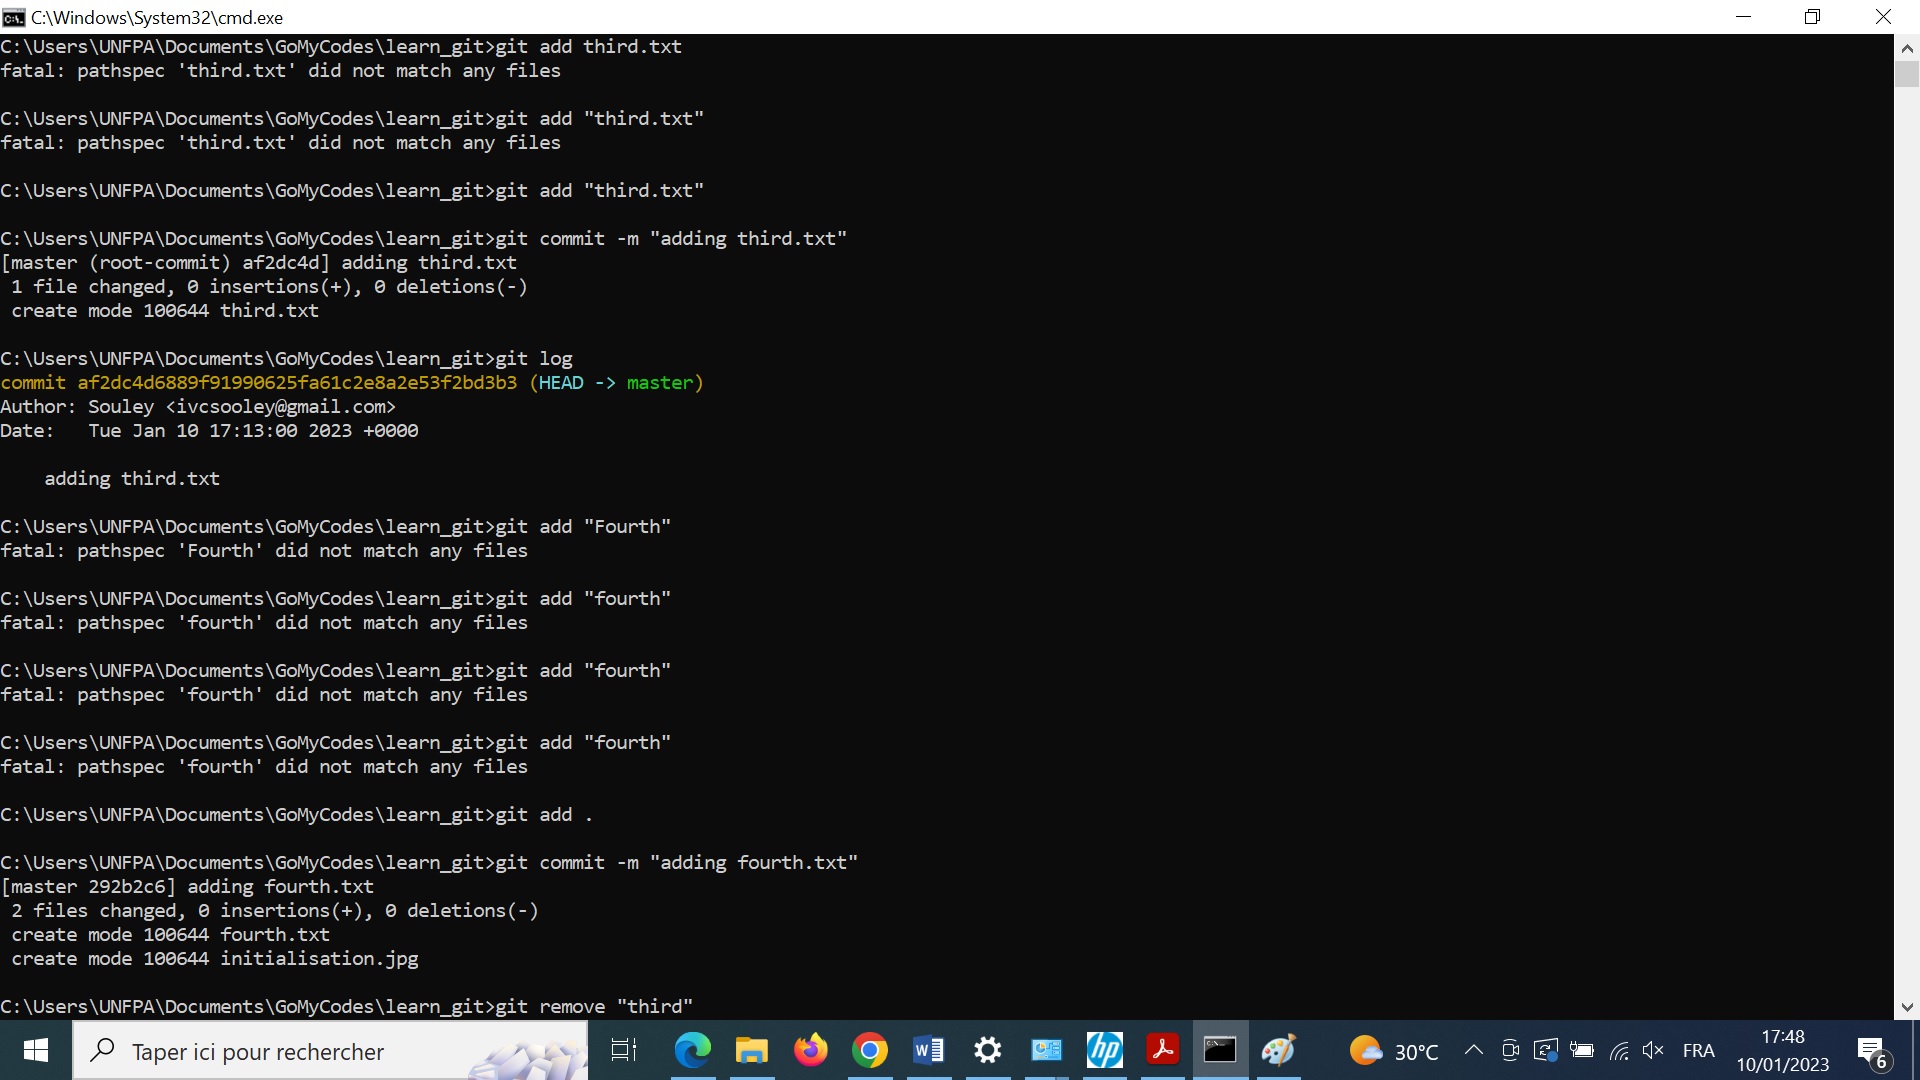 C:\Windows\System32\cmd.exe
C:\Users\UNFPA\Documents\GoMyCodes\learn_git>git add third.txt
fatal: pathspec 'third.txt' did not match any files
C:\Users\UNFPA\Documents\GoMyCodes\learn_git>git add "third.txt"
fatal: pathspec 'third.txt' did not match any files
C:\Users\UNFPA\Documents\GoMyCodes\learn_git>git add "third.txt"
C:\Users\UNFPA\Documents\GoMyCodes\learn_git>git commit -m "adding third.txt"
[master (root-commit) af2dc4d] adding third.txt
 1 file changed, 0 insertions(+), 0 deletions(-)
 create mode 100644 third.txt
C:\Users\UNFPA\Documents\GoMyCodes\learn_git>git log
commit af2dc4d6889f91990625fa61c2e8a2e53f2bd3b3 (HEAD -> master)
Author: Souley <ivcsooley@gmail.com>
Date:   Tue Jan 10 17:13:00 2023 +0000
    adding third.txt
C:\Users\UNFPA\Documents\GoMyCodes\learn_git>git add "Fourth"
fatal: pathspec 'Fourth' did not match any files
C:\Users\UNFPA\Documents\GoMyCodes\learn_git>git add "fourth"
fatal: pathspec 'fourth' did not match any files
C:\Users\UNFPA\Documents\GoMyCodes\learn_git>git add "fourth"
fatal: pathspec 'fourth' did not match any files
C:\Users\UNFPA\Documents\GoMyCodes\learn_git>git add "fourth"
fatal: pathspec 'fourth' did not match any files
C:\Users\UNFPA\Documents\GoMyCodes\learn_git>git add .
C:\Users\UNFPA\Documents\GoMyCodes\learn_git>git commit -m "adding fourth.txt"
[master 292b2c6] adding fourth.txt
 2 files changed, 0 insertions(+), 0 deletions(-)
 create mode 100644 fourth.txt
 create mode 100644 initialisation.jpg
C:\Users\UNFPA\Documents\GoMyCodes\learn_git>git remove "third"
Taper ici pour rechercher
30°C
FRA
17:48
10/01/2023
6